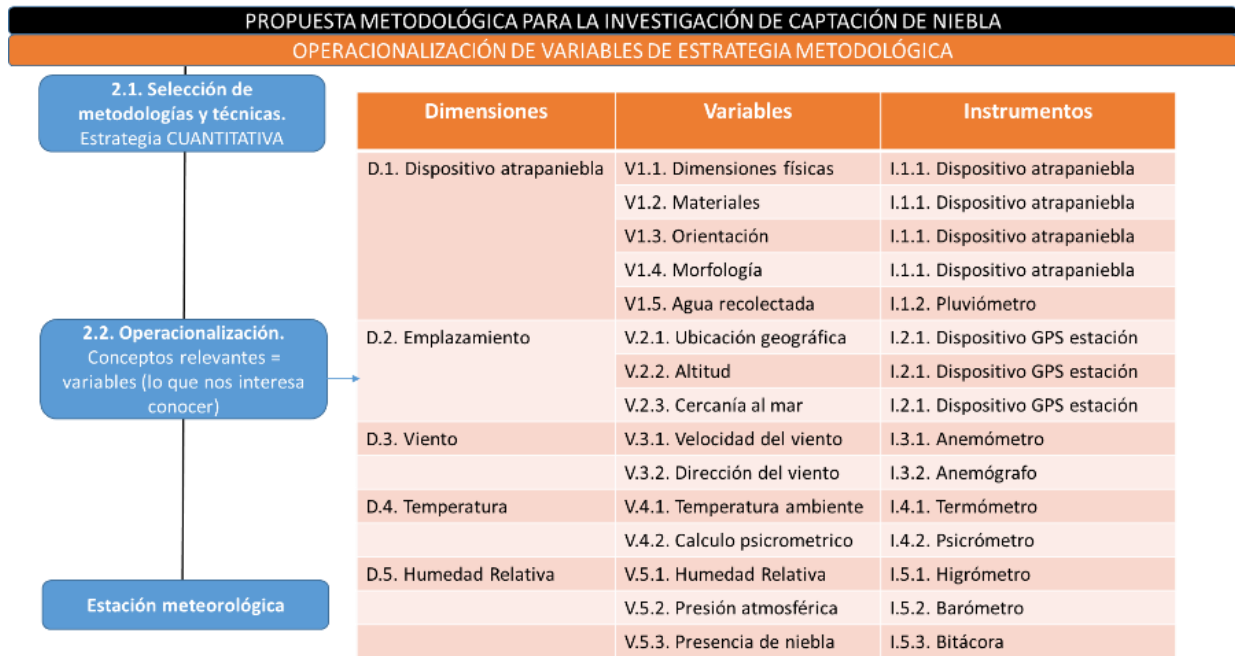 PROPUESTA METODOLÓGICA PARA LA INVESTIGACIÓN DE CAPTACIÓN DE NIEBLA
OPERACIONALIZACIÓN DE VARIABLES DE ESTRATEGIA METODOLÓGICA
2.1. Selección de
metodologías y técnicas.
Estrategia CUANTITATIVA
2.2. Operacionalización.
Conceptos relevantes =
variables (lo que nos interesa
conocer)
Estación meteorológica
Dimensiones Variables Instrumentos
D.1. Dispositivo atrapaniebla V1.1. Dimensiones físicas I.1.1. Dispositivo atrapaniebla
V1.2. Materiales I.1.1. Dispositivo atrapaniebla
V1.3. Orientación I.1.1. Dispositivo atrapaniebla
V1.4. Morfología I.1.1. Dispositivo atrapaniebla
V1.5. Agua recolectada I.1.2. Pluviómetro
D.2. Emplazamiento V.2.1. Ubicación geográfica I.2.1. Dispositivo GPS estación
V.2.2. Altitud I.2.1. Dispositivo GPS estación
V.2.3. Cercanía al mar I.2.1. Dispositivo GPS estación
D.3. Viento V.3.1. Velocidad del viento I.3.1. Anemómetro
V.3.2. Dirección del viento I.3.2. Anemógrafo
D.4. Temperatura V.4.1. Temperatura ambiente I.4.1. Termómetro
V.4.2. Calculo psicrometrico I.4.2. Psicrómetro
D.5. Humedad Relativa V.5.1. Humedad Relativa I.5.1. Higrómetro
V.5.2. Presión atmosférica I.5.2. Barómetro
V.5.3. Presencia de niebla I.5.3. Bitácora